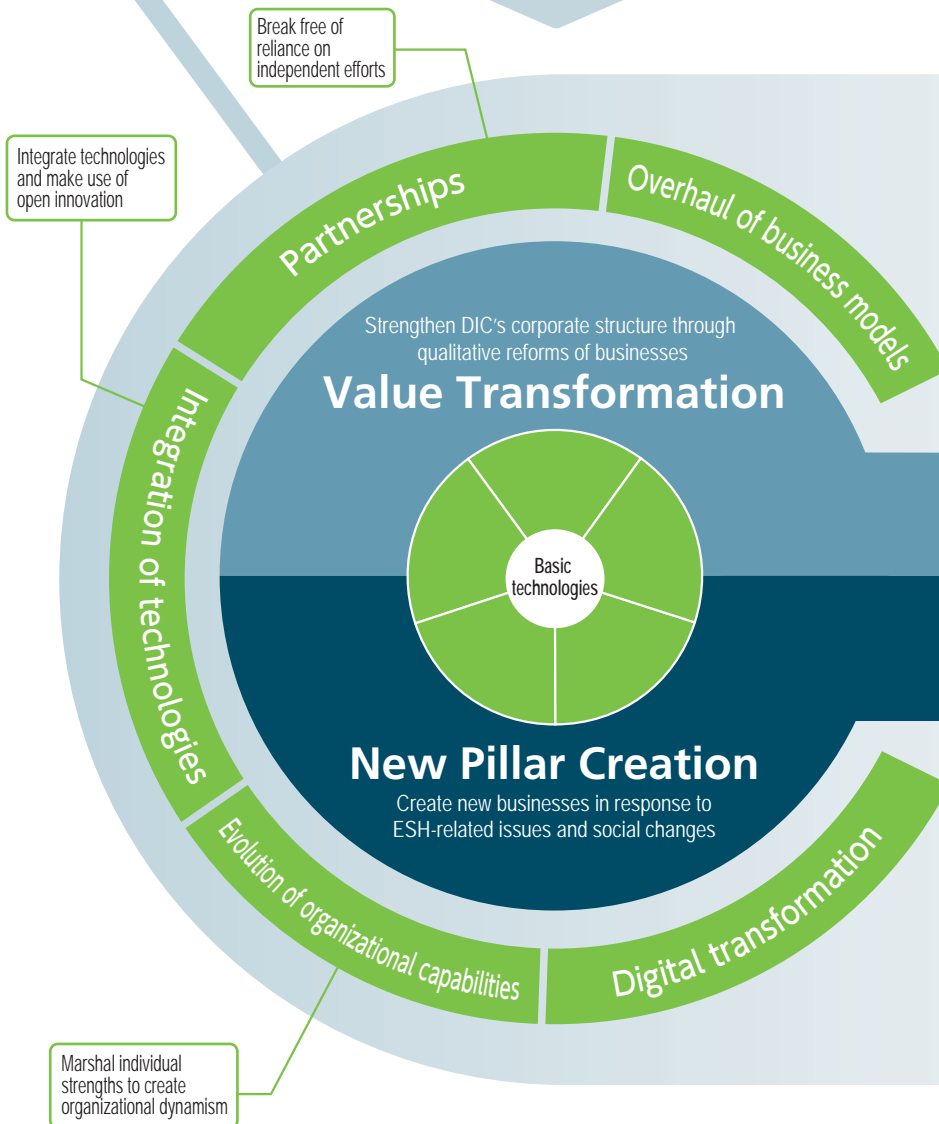 Break free of
reliance on
independent efforts
Integrate technologies
and make use of
open innovation
Partnerships
Overhaul of business models
Strengthen DIC's corporate structure through
qualitative reforms of businesses
Value Transformation
Integration of technologies
Basic
technologies
New Pillar Creation
Create new businesses in response to
ESH-related issues and social changes
Evolution of organizational capabilities
Digital transformation
Marshal individual
strengths to create
organizational dynamism